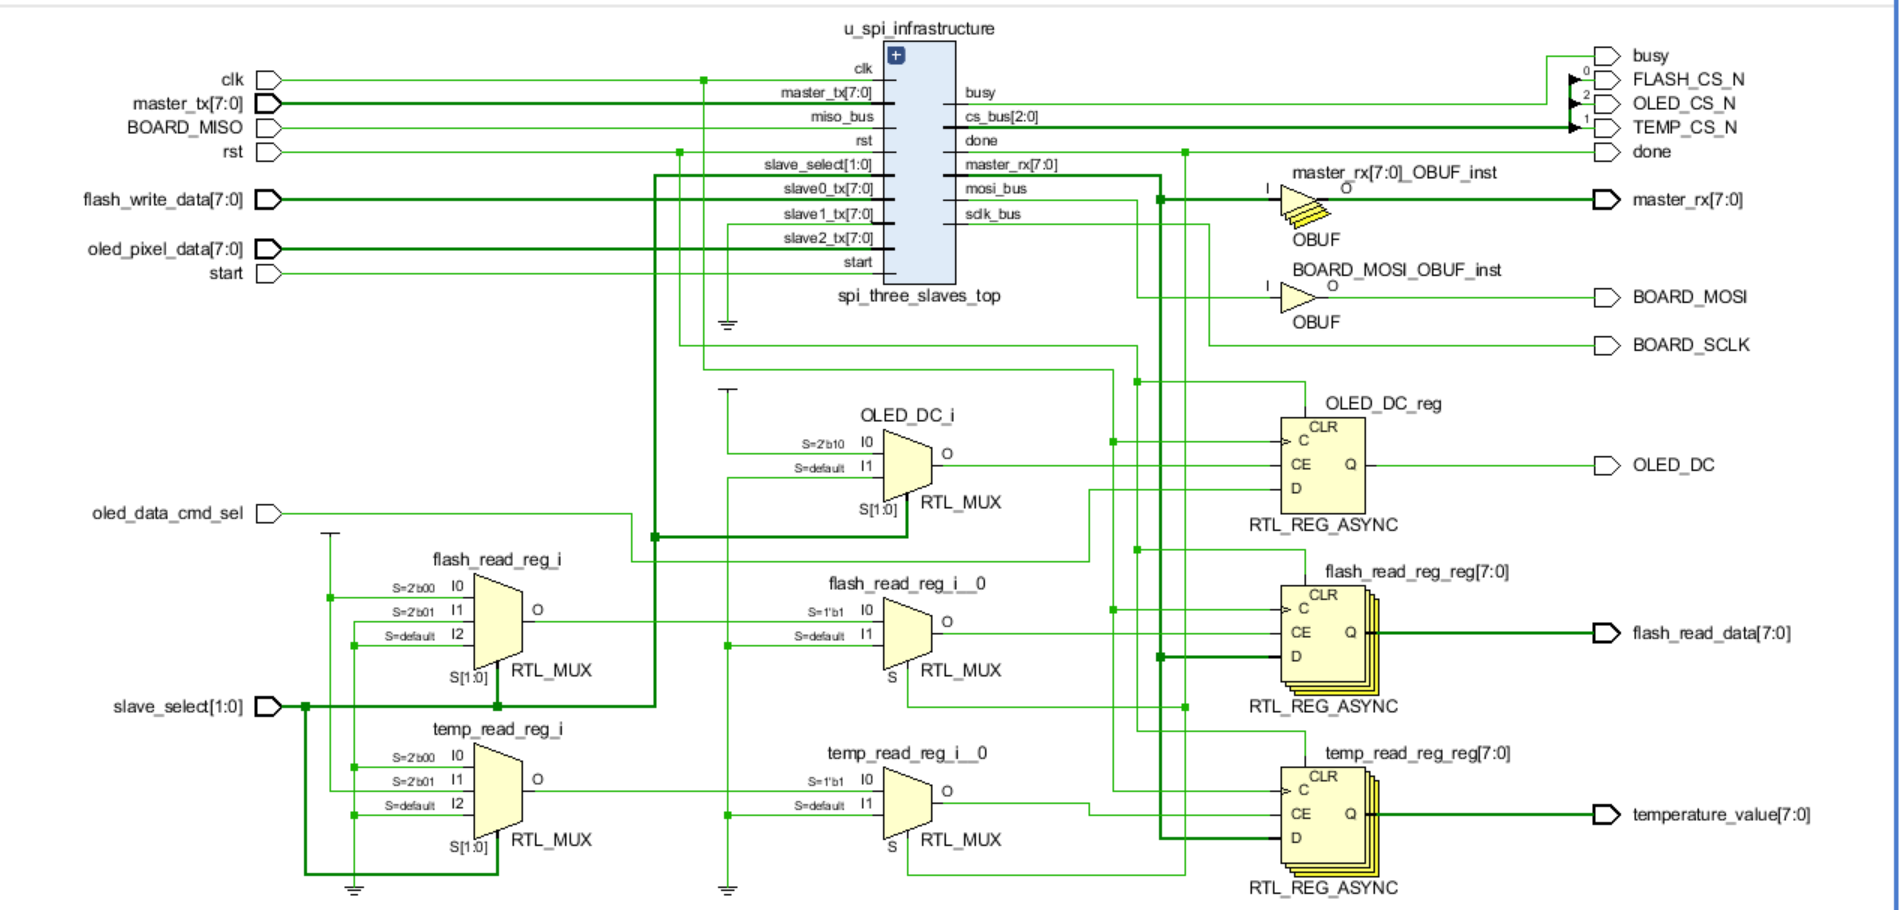 u_spi_infrastructure
clk
master_tx[7:0]
BOARD_MISO
rst
flash_write_data[7:0]
oled_pixel_data[7:0]
start
clk
master_tx[7:0]
miso_bus
rst
slave_select[1:0]
slave0_tx[7:0]
slave1_tx[7:0]
slave2_tx[7:0]
start
busy
cs_bus[2:0]
done
master_rx[7:0]
mosi_bus
sclk_bus
spi_three_slaves_top
busy
0
FLASH_CS_N
2
OLED_CS_N
1
TEMP_CS_N
done
master_rx[7:0]_OBUF_inst
I
O
OBUF
master_rx[7:0]
BOARD_MOSI_OBUF_inst
I
O
OBUF
BOARD_MOSI
BOARD_SCLK
OLED_DC_i
S=2'b10 I0
S=default I1
O
S[1:0]
RTL_MUX
OLED_DC_reg
CLR
C
CE
Q
D
RTL_REG_ASYNC
OLED_DC
oled_data_cmd_sel
flash_read_reg_i
S=2'b00 I0
S=2'b01 I1
S=default I2
O
S[1:0]
RTL_MUX
flash_read_reg_i__0
S=1'b1 I0
S=default I1
O
S
RTL_MUX
flash_read_reg_reg[7:0]
CLR
C
CE
Q
D
RTL_REG_ASYNC
flash_read_data[7:0]
slave_select[1:0]
temp_read_reg_i
S=2'b00 I0
S=2'b01 I1
S=default I2
O
S[1:0]
RTL_MUX
temp_read_reg_i__0
S=1'b1 I0
S=default I1
O
S
RTL_MUX
temp_read_reg_reg[7:0]
CLR
C
CE
Q
D
RTL_REG_ASYNC
temperature_value[7:0]